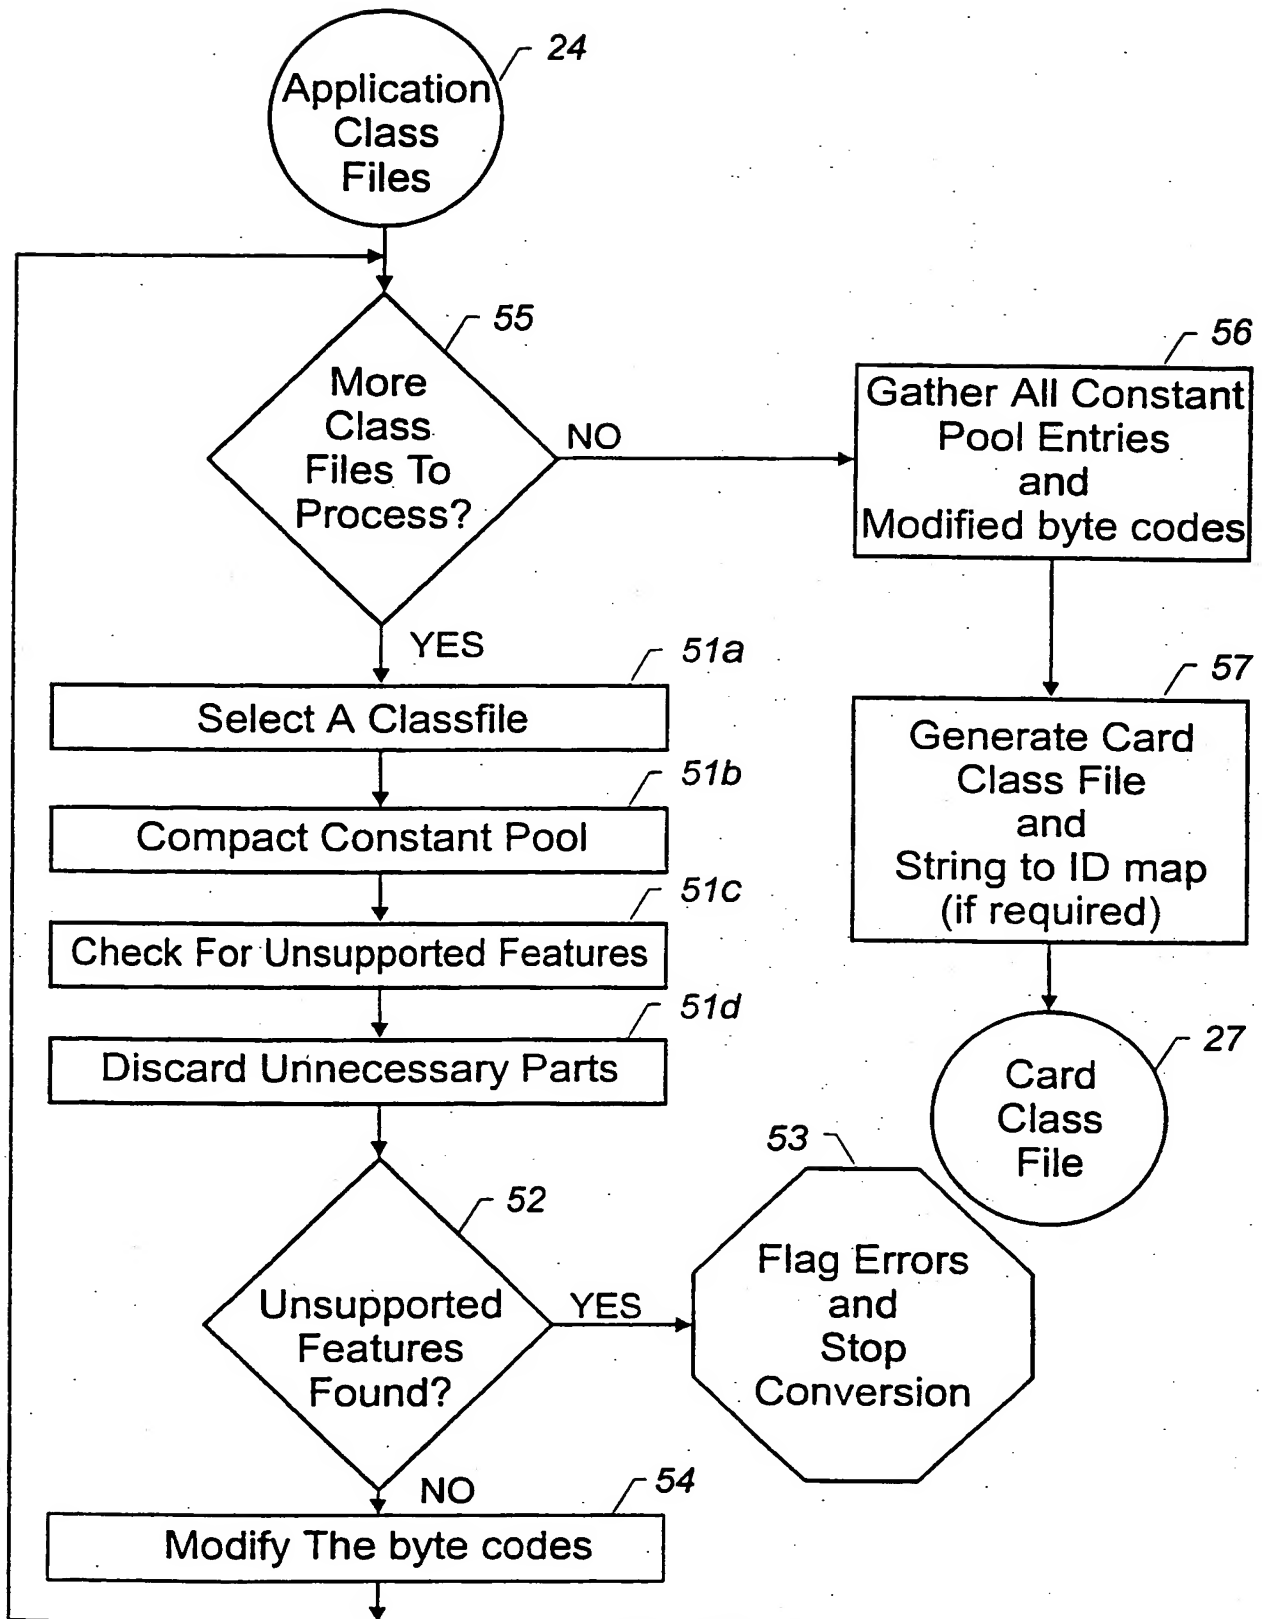 24
Application
Class
Files
55
More
Class
Files To
Process?
NO
YES
56
Gather All Constant
Pool Entries
and
Modified byte codes
57
Generate Card
Class File
and
String to ID map
(if required)
27
Card
Class
File
51a
Select A Classfile
51b
Compact Constant Pool
51c
Check For Unsupported Features
51d
Discard Unnecessary Parts
52
Unsupported
Features
Found?
YES
NO
53
Flag Errors
and
Stop
Conversion
54
Modify The byte codes